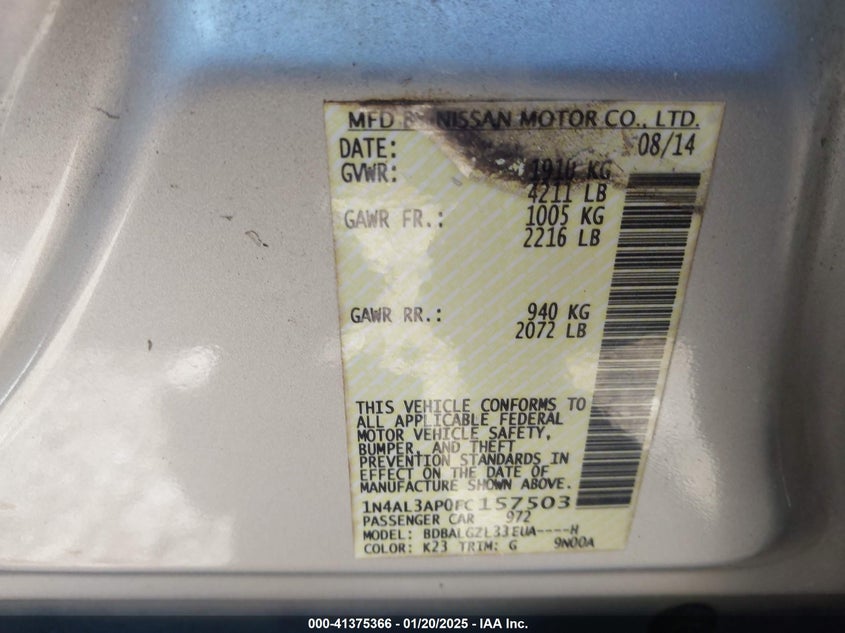 MFD BY NISSAN MOTOR CO., LTD.
DATE: 08/14
GVWR: 1910 KG
4211 LB
GAWR FR.: 1005 KG
2216 LB
GAWR RR.: 940 KG
2072 LB
THIS VEHICLE CONFORMS TO
ALL APPLICABLE FEDERAL
MOTOR VEHICLE SAFETY,
BUMPER, AND THEFT
PREVENTION STANDARDS IN
EFFECT ON THE DATE OF
MANUFACTURE SHOWN ABOVE.
1N4AL3AP0FC157503
PASSENGER CAR 972
MODEL: BDBALGZL33EUA----H
COLOR: K23 TRIM: G 9N00A
000-41375366 - 01/20/2025 - IAA Inc.